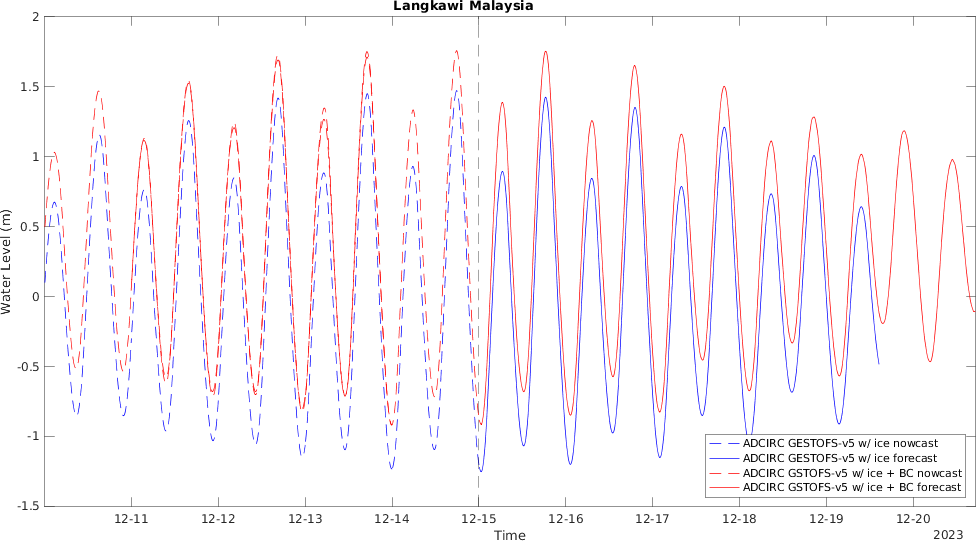 Langkawi Malaysia
2
1.5
1
0.5
0
-0.5
-1
-1.5
Water Level (m)
ADCIRC GESTOFS-v5 w/ ice nowcast
ADCIRC GESTOFS-v5 w/ ice forecast
ADCIRC GSTOFS-v5 w/ ice + BC nowcast
ADCIRC GSTOFS-v5 w/ ice + BC forecast
12-11 12-12 12-13 12-14 12-15 12-16 12-17 12-18 12-19 12-20
Time
2023